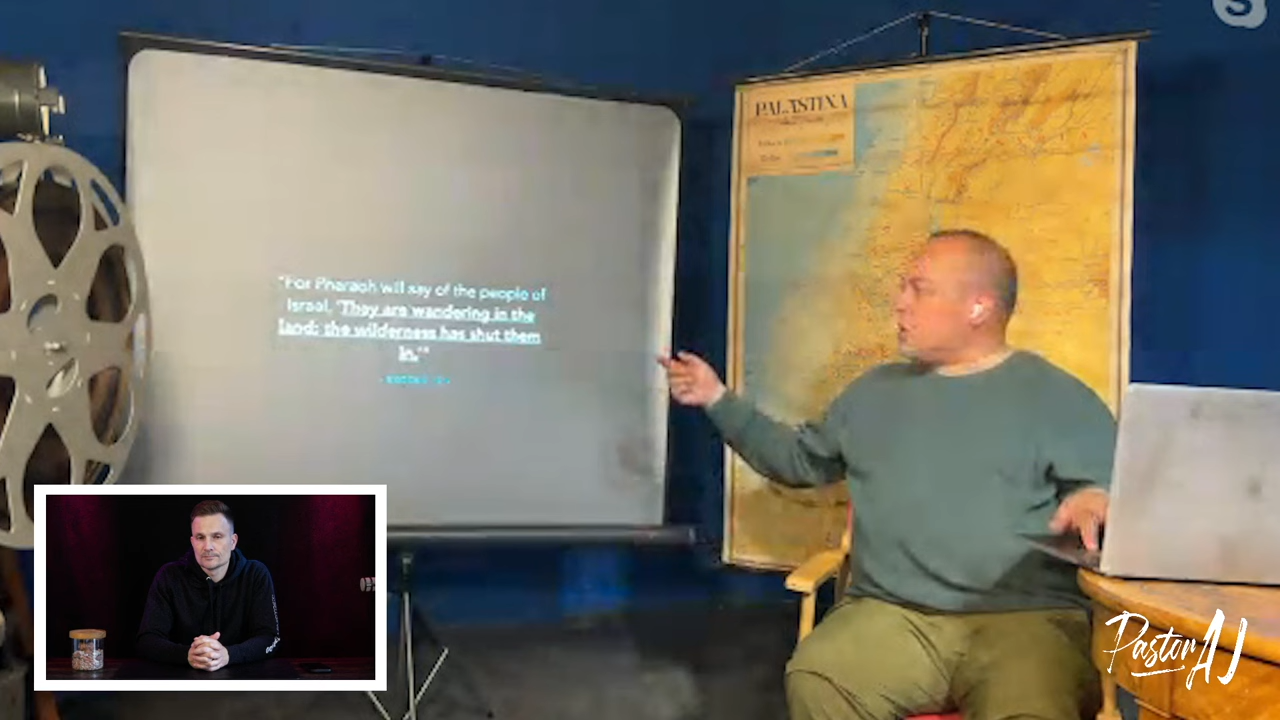 PALÄSTINA
"For Pharaoh will say of the people of
Israel, 'They are wandering in the
land; the wilderness has shut them
in.'"
Pastor AJ